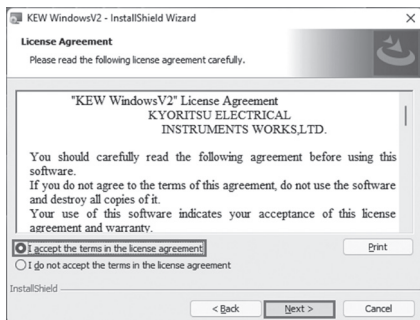 KEW WindowsV2 - InstallShield Wizard
License Agreement
Please read the following license agreement carefully.
"KEW WindowsV2" License Agreement
KYORITSU ELECTRICAL
INSTRUMENTS WORKS,LTD.
You should carefully read the following agreement before using this
software.
If you do not agree to the terms of this agreement, do not use the software
and destroy all copies of it.
Your use of this software indicates your acceptance of this license
agreement and warranty.
I accept the terms in the license agreement
Print
I do not accept the terms in the license agreement
InstallShield
< Back
Next >
Cancel